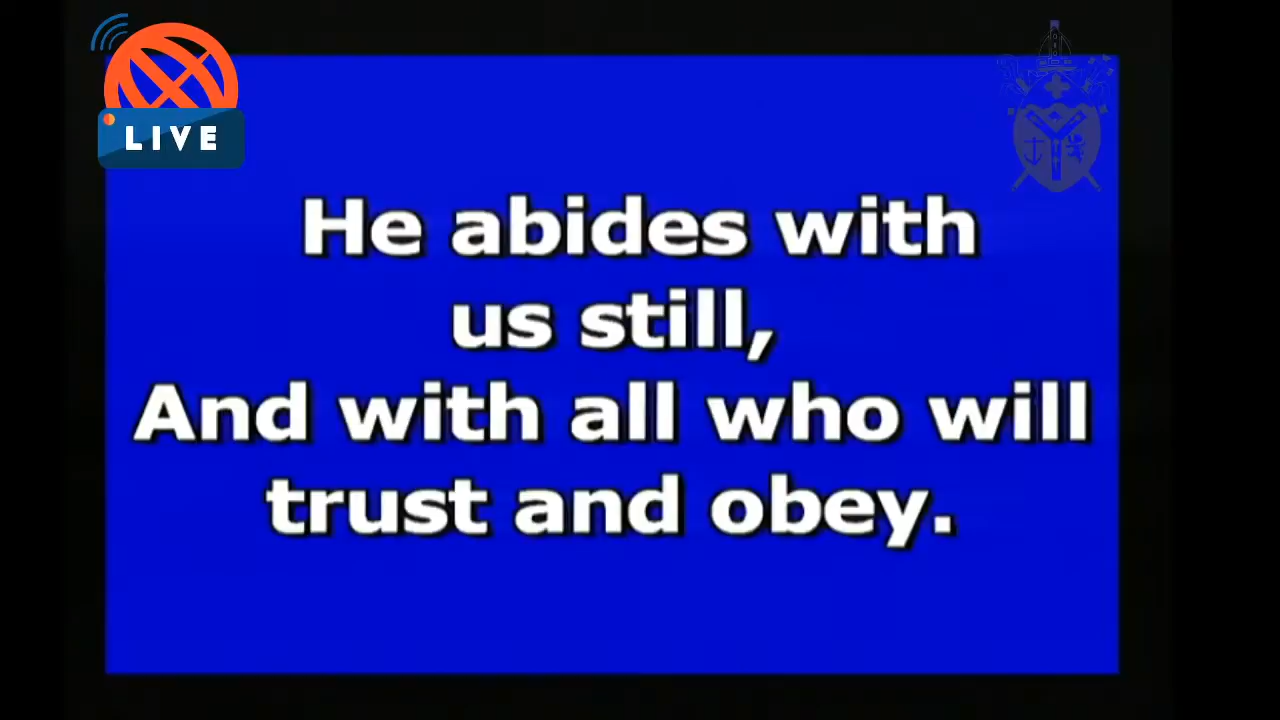 LIVE
He abides with
us still,
And with all who will
trust and obey.